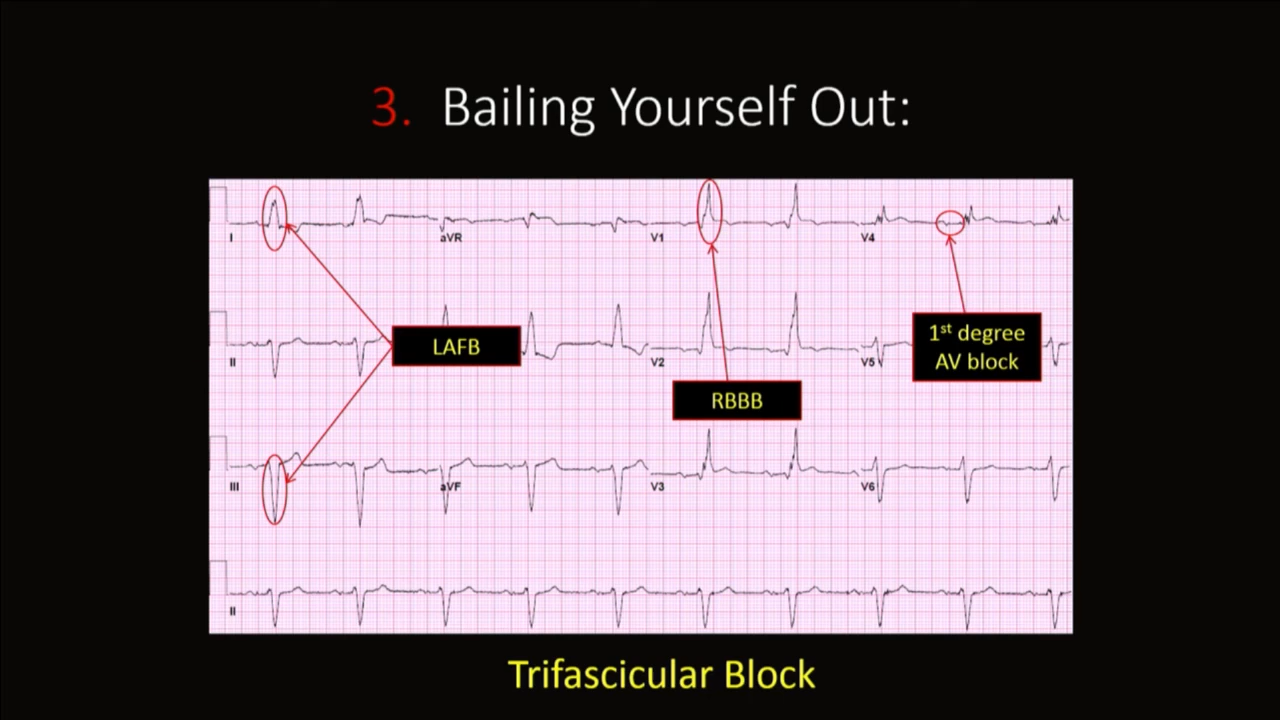 3. Bailing Yourself Out:
I
aVR
V1
V4
LAFB
1st degree
AV block
II
V2
V5
RBBB
III
aVF
V3
V6
II
Trifascicular Block